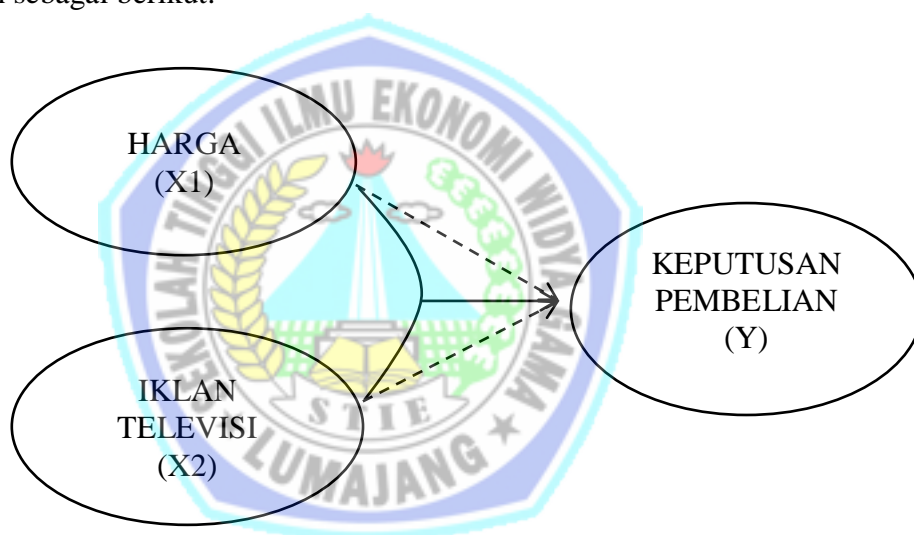 sebagai berikut:
HARGA
(X1)
IKLAN
TELEVISI
(X2)
KEPUTUSAN
PEMBELIAN
(Y)
SEKOLAH TINGGI ILMU EKONOMI WIDYA GAMA
STIE
LUMAJANG